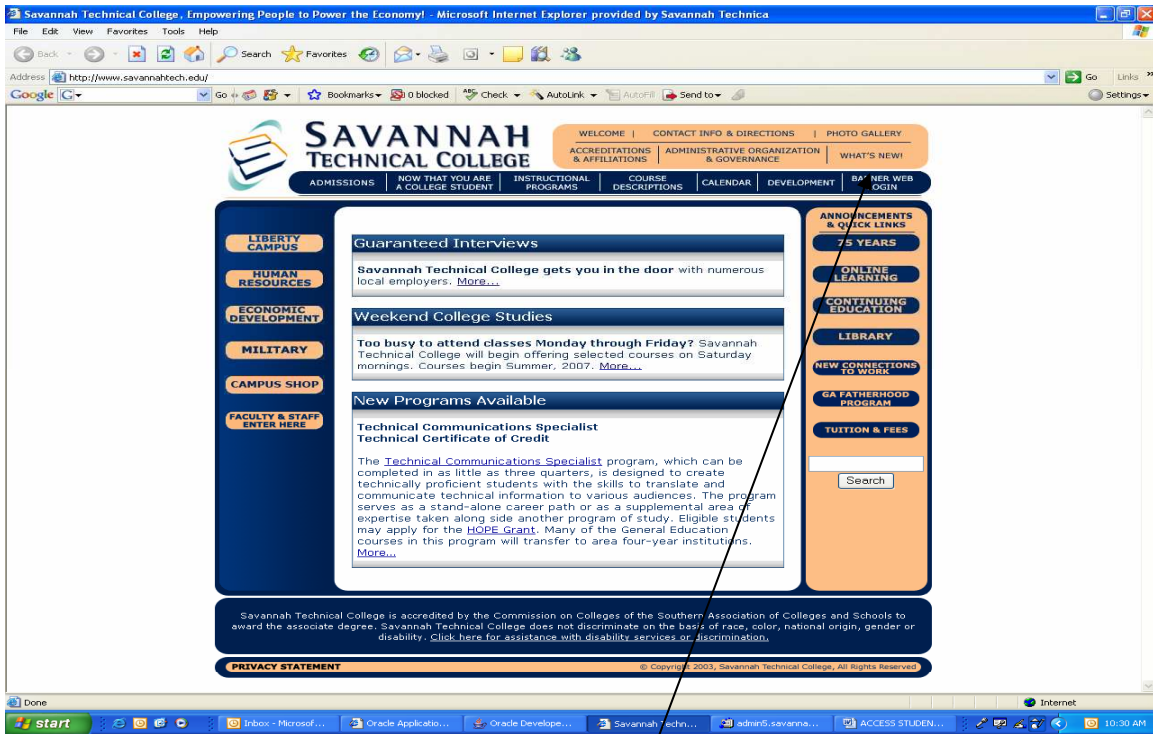 Savannah Technical College, Empowering People to Power the Economy! - Microsoft Internet Explorer provided by Savannah Technica
File Edit View Favorites Tools Help
Back Search Favorites
Address http://www.savannahtech.edu/ Go Links »
Google G Go Bookmarks 0 blocked Check AutoLink AutoFill Send to Settings
SAVANNAH
TECHNICAL COLLEGE
WELCOME | CONTACT INFO & DIRECTIONS | PHOTO GALLERY
ACCREDITATIONS & AFFILIATIONS | ADMINISTRATIVE ORGANIZATION & GOVERNANCE | WHAT'S NEW!
ADMISSIONS | NOW THAT YOU ARE A COLLEGE STUDENT | INSTRUCTIONAL PROGRAMS | COURSE DESCRIPTIONS | CALENDAR | DEVELOPMENT | BANNER WEB LOGIN
LIBERTY
CAMPUS
HUMAN
RESOURCES
ECONOMIC
DEVELOPMENT
MILITARY
CAMPUS SHOP
FACULTY & STAFF
ENTER HERE
Guaranteed Interviews
Savannah Technical College gets you in the door with numerous
local employers. More...
Weekend College Studies
Too busy to attend classes Monday through Friday? Savannah
Technical College will begin offering selected courses on Saturday
mornings. Courses begin Summer, 2007. More...
New Programs Available
Technical Communications Specialist
Technical Certificate of Credit
The Technical Communications Specialist program, which can be
completed in as little as three quarters, is designed to create
technically proficient students with the skills to translate and
communicate technical information to various audiences. The program
serves as a stand-alone career path or as a supplemental area of
expertise taken along side another program of study. Eligible students
may apply for the HOPE Grant. Many of the General Education
courses in this program will transfer to area four-year institutions.
More...
ANNOUNCEMENTS
& QUICK LINKS
75 YEARS
ONLINE
LEARNING
CONTINUING
EDUCATION
LIBRARY
NEW CONNECTIONS
TO WORK
GA FATHERHOOD
PROGRAM
TUITION & FEES
Search
Savannah Technical College is accredited by the Commission on Colleges of the Southern Association of Colleges and Schools to
award the associate degree. Savannah Technical College does not discriminate on the basis of race, color, national origin, gender or
disability. Click here for assistance with disability services or discrimination.
PRIVACY STATEMENT © Copyright 2003, Savannah Technical College, All Rights Reserved
Done Internet
start Inbox - Microsof... Oracle Applicatio... Oracle Develope... Savannah Techn... admin5.savanna... ACCESS STUDEN... 10:30 AM